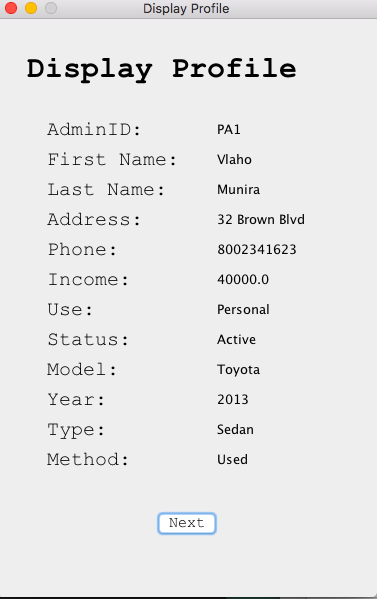 Display Profile
Display Profile
AdminID: PA1
First Name: Vlaho
Last Name: Munira
Address: 32 Brown Blvd
Phone: 8002341623
Income: 40000.0
Use: Personal
Status: Active
Model: Toyota
Year: 2013
Type: Sedan
Method: Used
Next